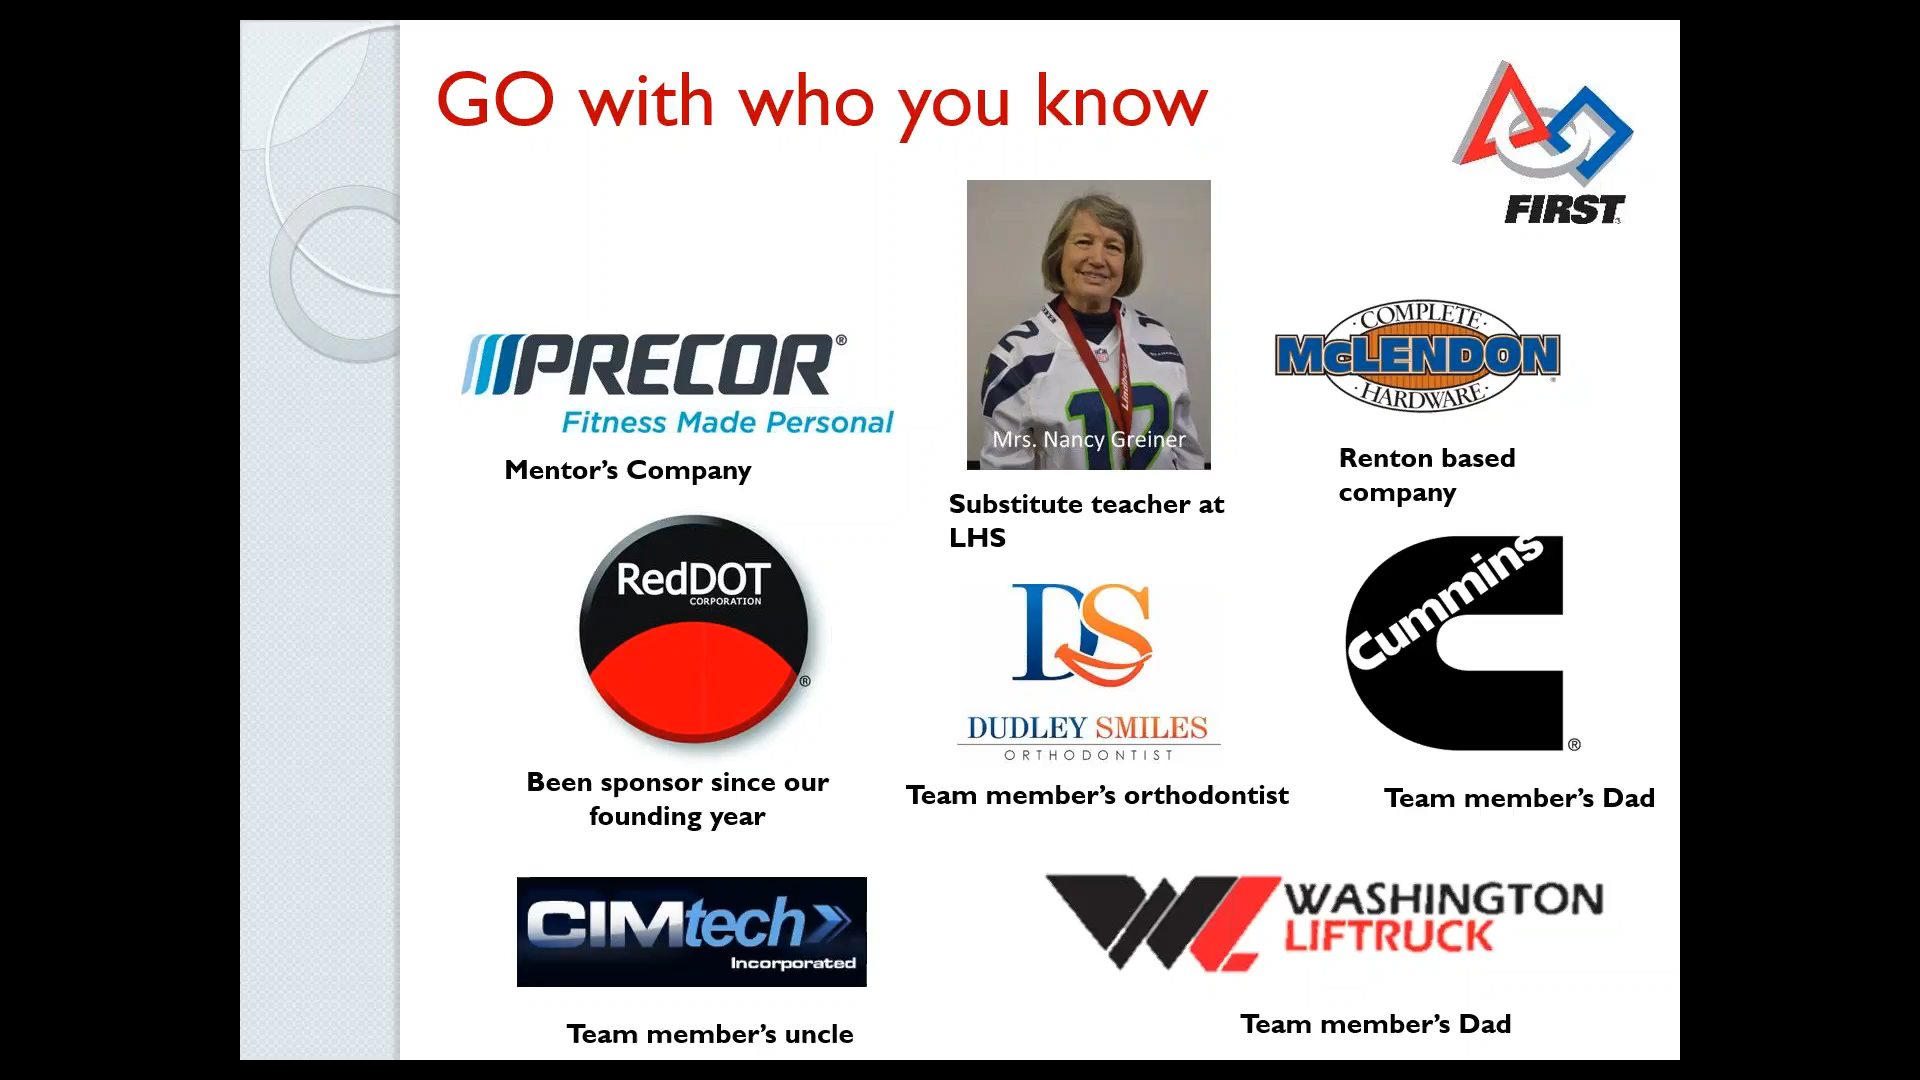 GO with who you know
FIRST
PRECOR®
Fitness Made Personal
Mentor’s Company
Mrs. Nancy Greiner
Substitute teacher at
LHS
COMPLETE
McLENDON
HARDWARE
Renton based
company
RedDOT
CORPORATION
®
Been sponsor since our
founding year
DS
DUDLEY SMILES
ORTHODONTIST
Team member’s orthodontist
Cummins
®
Team member’s Dad
CIMtech
Incorporated
Team member’s uncle
WASHINGTON
LIFTRUCK
Team member’s Dad